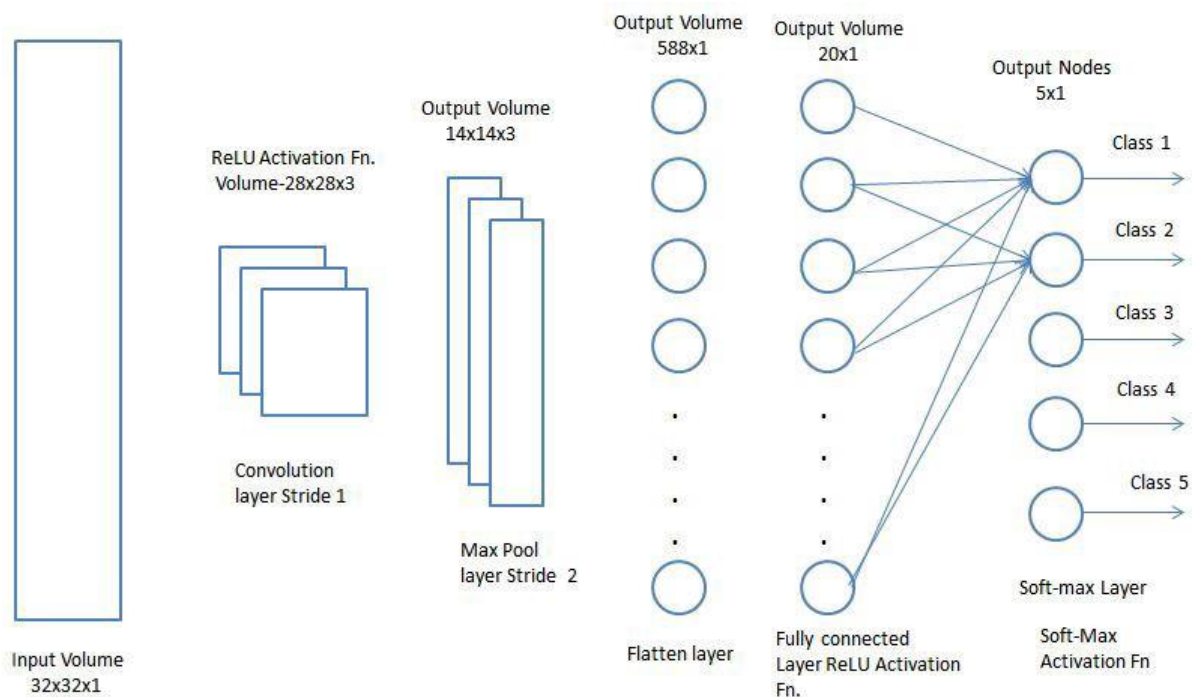 Input Volume
32x32x1
ReLU Activation Fn.
Volume-28x28x3
Convolution
layer Stride 1
Output Volume
14x14x3
Max Pool
layer Stride 2
Output Volume
588x1
Flatten layer
Output Volume
20x1
Fully connected
Layer ReLU Activation
Fn.
Output Nodes
5x1
Class 1
Class 2
Class 3
Class 4
Class 5
Soft-max Layer
Soft-Max
Activation Fn